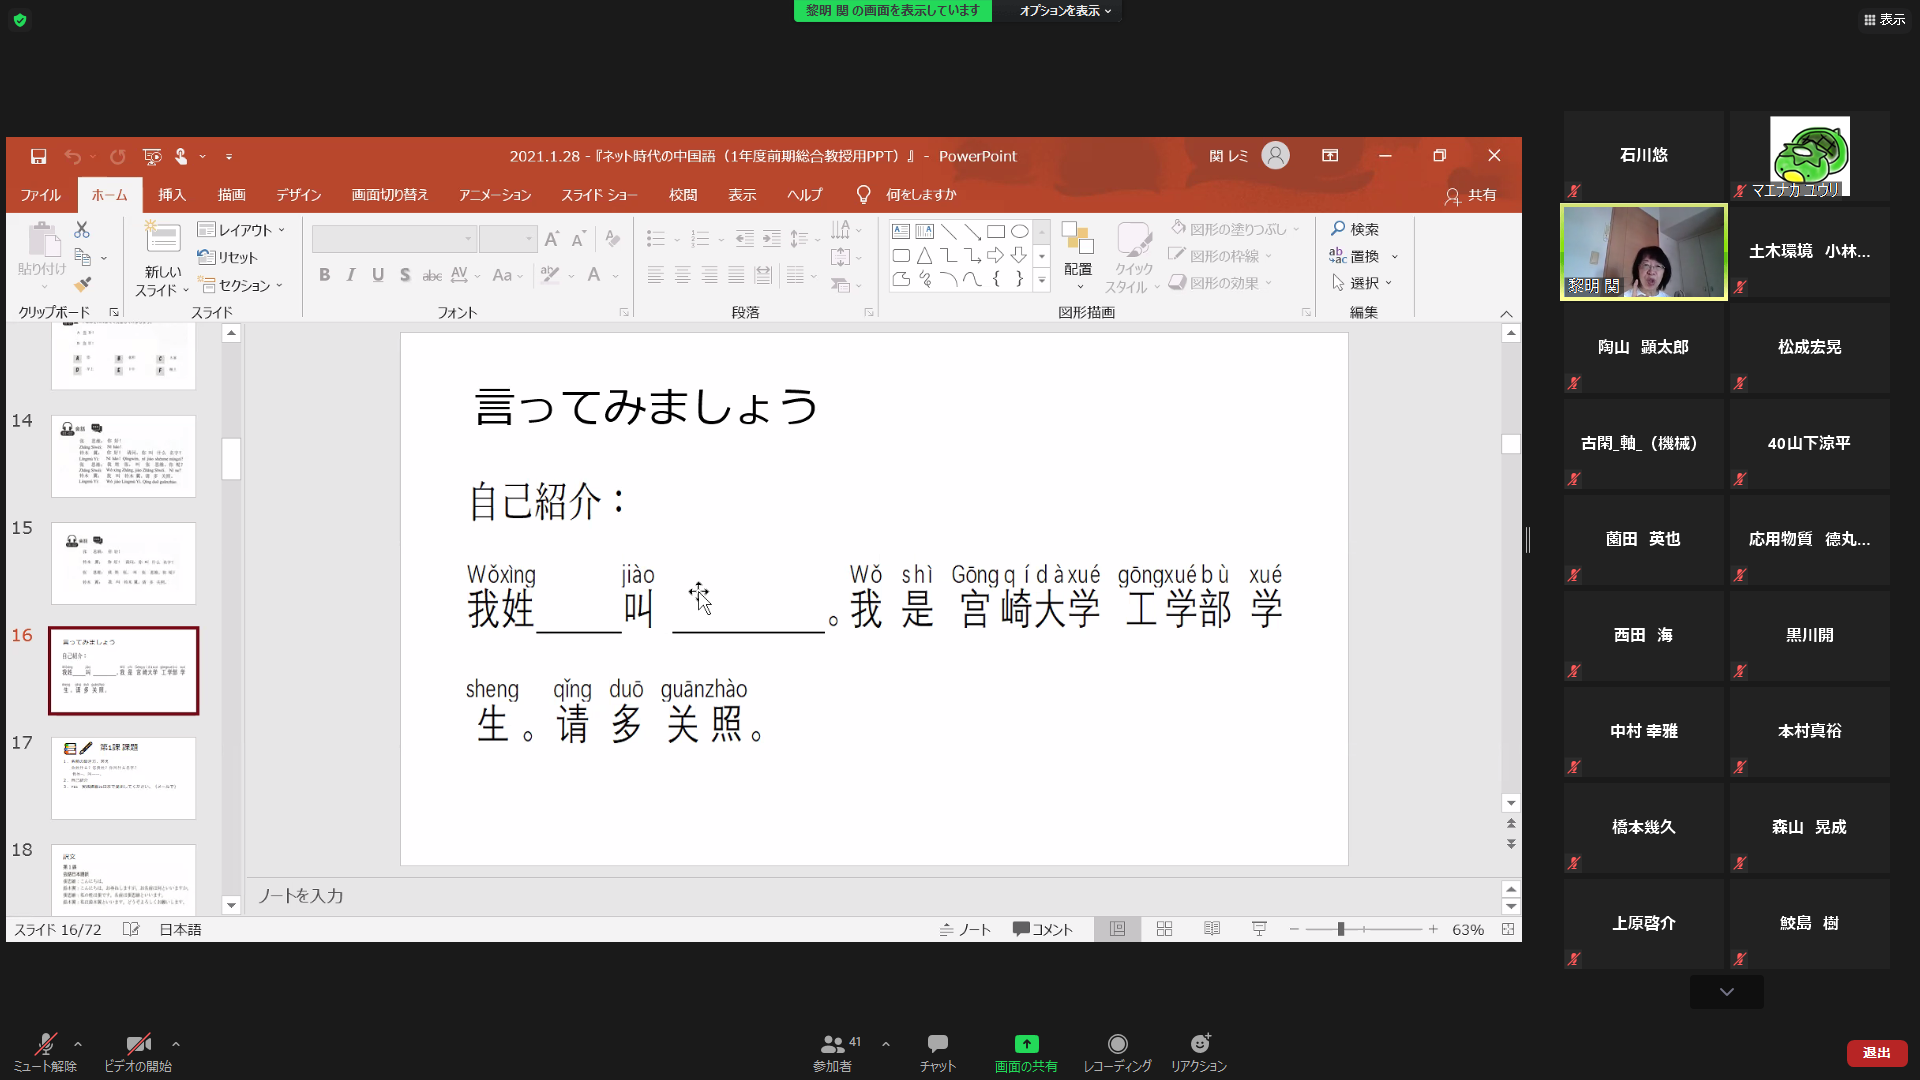 黎明 関 の画面を表示しています
オプションを表示
表示
2021.1.28 -『ネット時代の中国語（1年度前期総合教授用PPT）』 - PowerPoint
関 レミ
ファイル ホーム 挿入 描画 デザイン 画面切り替え アニメーション スライド ショー 校閲 表示 ヘルプ 何をしますか 共有
貼り付け
クリップボード
新しい
スライド
レイアウト
リセット
セクション
スライド
フォント
段落
配置
クイック
スタイル
図形の塗りつぶし
図形の枠線
図形の効果
図形描画
検索
置換
選択
編集
14
15
16
17
第1課 課題
18
言ってみましょう
自己紹介：
Wǒxìng jiào Wǒ shì Gōngqídàxué gōngxuébù xué
我姓____叫 ________。我 是 宫崎大学 工学部 学
sheng qǐng duō guānzhào
生。请 多 关 照。
ノートを入力
スライド 16/72 日本語 ノート コメント 63%
石川悠
マエナカ ユウリ
黎明 関
土木環境 小林...
陶山 顕太郎
松成宏晃
古閑_軸_（機械）
40山下涼平
薗田 英也
応用物質 徳丸...
西田 海
黒川開
中村 幸雅
本村真裕
橋本幾久
森山 晃成
上原啓介
鮫島 樹
ミュート解除
ビデオの開始
参加者 41
チャット
画面の共有
レコーディング
リアクション
退出